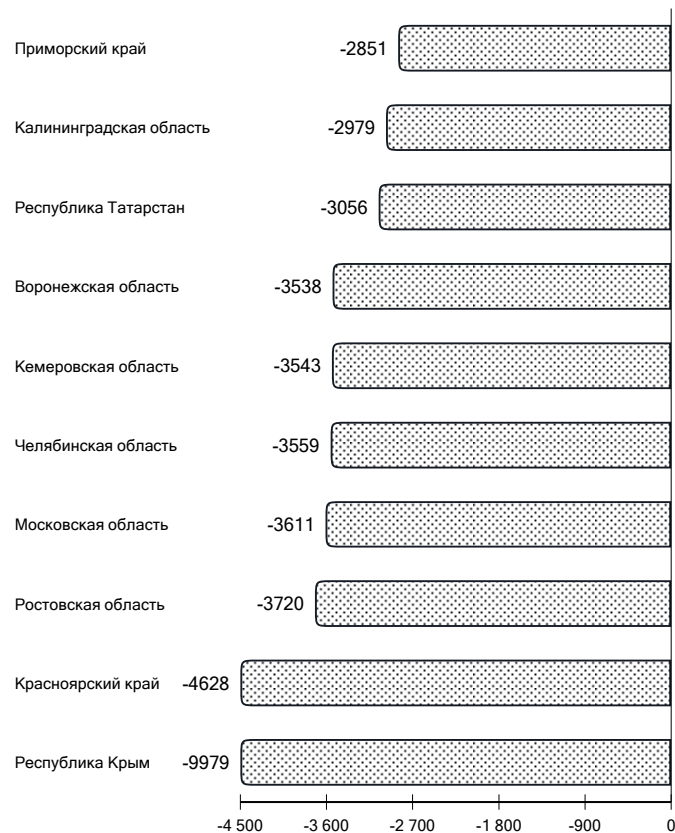 Приморский край -2851
Калининградская область -2979
Республика Татарстан -3056
Воронежская область -3538
Кемеровская область -3543
Челябинская область -3559
Московская область -3611
Ростовская область -3720
Красноярский край -4628
Республика Крым -9979
-4 500 -3 600 -2 700 -1 800 -900 0